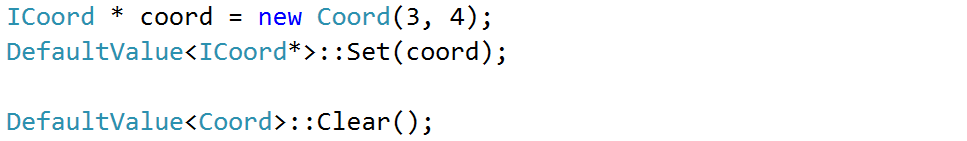 ICoord * coord = new Coord(3, 4);
DefaultValue<ICoord*>::Set(coord);
DefaultValue<Coord>::Clear();